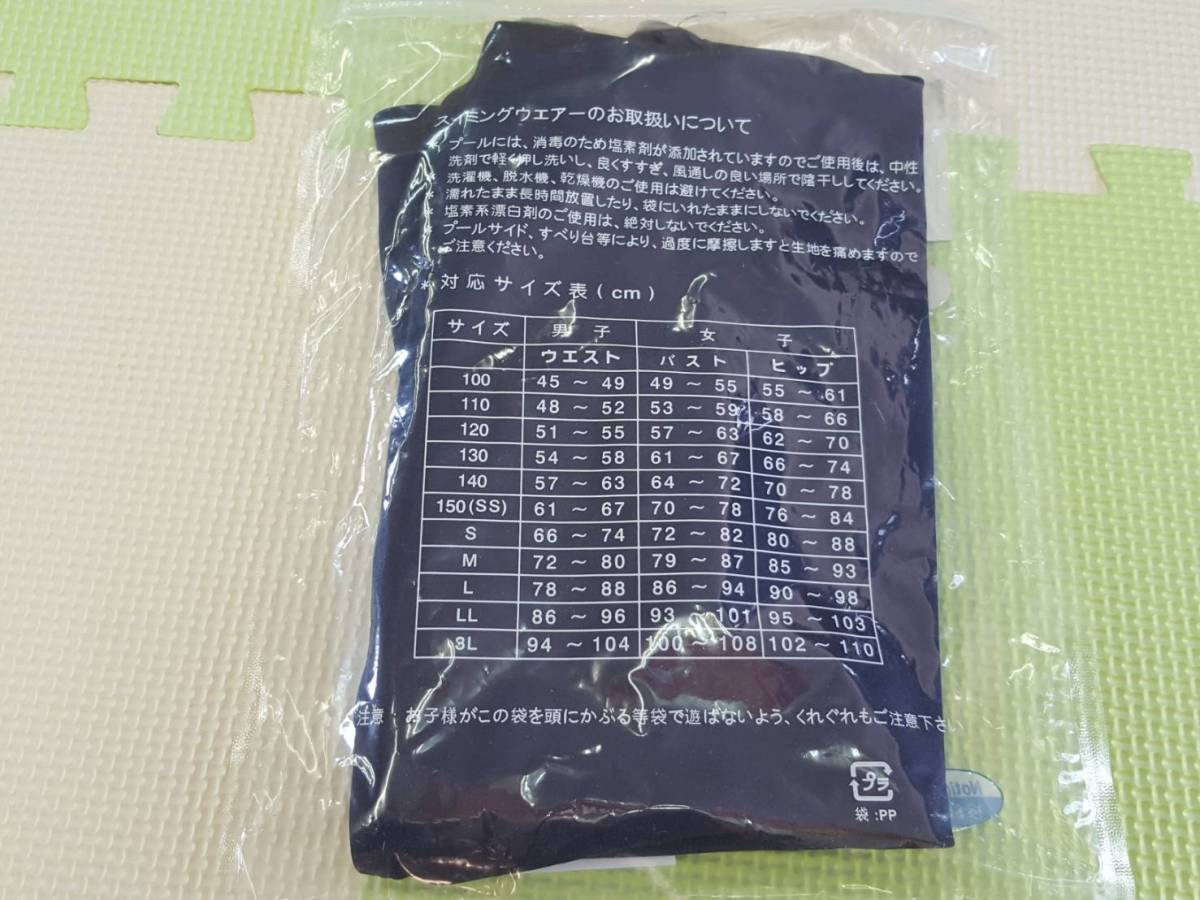 スイミングウエアーのお取扱いについて
* プールには、消毒のため塩素剤が添加されていますのでご使用後は、中性
洗剤で軽く押し洗いし、良くすすぎ、風通しの良い場所で陰干ししてください。
* 洗濯機、脱水機、乾燥機のご使用は避けてください。
* 濡れたまま長時間放置したり、袋にいれたままにしないでください。
* 塩素系漂白剤のご使用は、絶対しないでください。
* プールサイド、すべり台等により、過度に摩擦しますと生地を痛めますので
ご注意ください。
* 対応サイズ表(cm)
サイズ 男 子 女 子
ウエスト バスト ヒップ
100 45 ～ 49 49 ～ 55 55 ～ 61
110 48 ～ 52 53 ～ 59 58 ～ 66
120 51 ～ 55 57 ～ 63 62 ～ 70
130 54 ～ 58 61 ～ 67 66 ～ 74
140 57 ～ 63 64 ～ 72 70 ～ 78
150(SS) 61 ～ 67 70 ～ 78 76 ～ 84
S 66 ～ 74 72 ～ 82 80 ～ 88
M 72 ～ 80 79 ～ 87 85 ～ 93
L 78 ～ 88 86 ～ 94 90 ～ 98
LL 86 ～ 96 93 ～ 101 95 ～ 103
3L 94 ～ 104 100 ～ 108 102 ～ 110
注意：お子様がこの袋を頭にかぶる等袋で遊ばないよう、くれぐれもご注意下さい
プラ
袋:PP